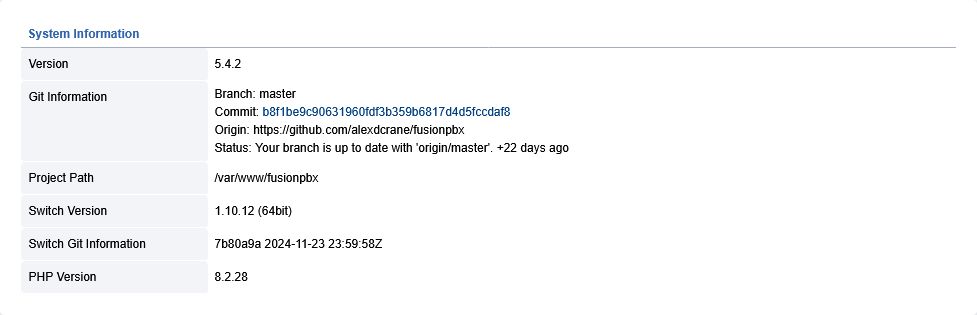 System Information
Version 5.4.2
Git Information
Branch: master
Commit: b8f1be9c90631960fdf3b359b6817d4d5fccdaf8
Origin: https://github.com/alexdcrane/fusionpbx
Status: Your branch is up to date with 'origin/master'. +22 days ago
Project Path /var/www/fusionpbx
Switch Version 1.10.12 (64bit)
Switch Git Information 7b80a9a 2024-11-23 23:59:58Z
PHP Version 8.2.28